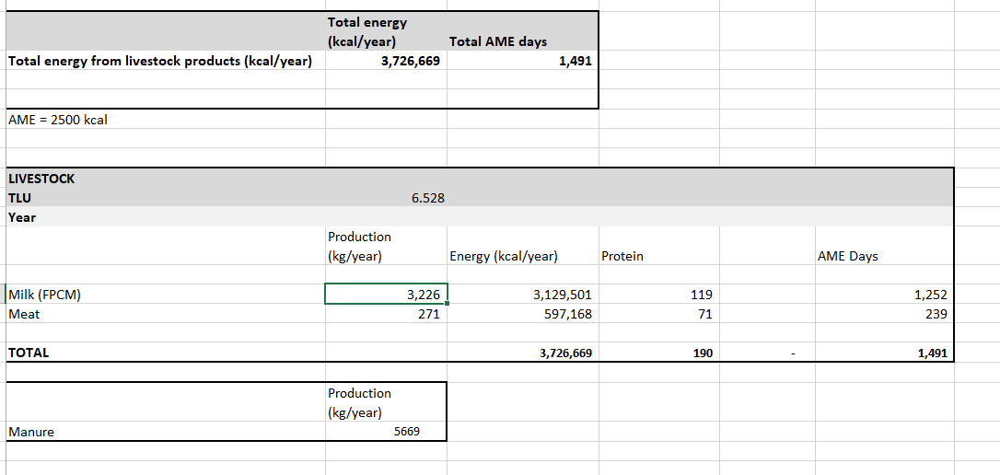 Total energy
(kcal/year) Total AME days
Total energy from livestock products (kcal/year) 3,726,669 1,491
AME = 2500 kcal
LIVESTOCK
TLU 6.528
Year
Production
(kg/year) Energy (kcal/year) Protein AME Days
Milk (FPCM) 3,226 3,129,501 119 1,252
Meat 271 597,168 71 239
TOTAL 3,726,669 190 - 1,491
Production
(kg/year)
Manure 5669